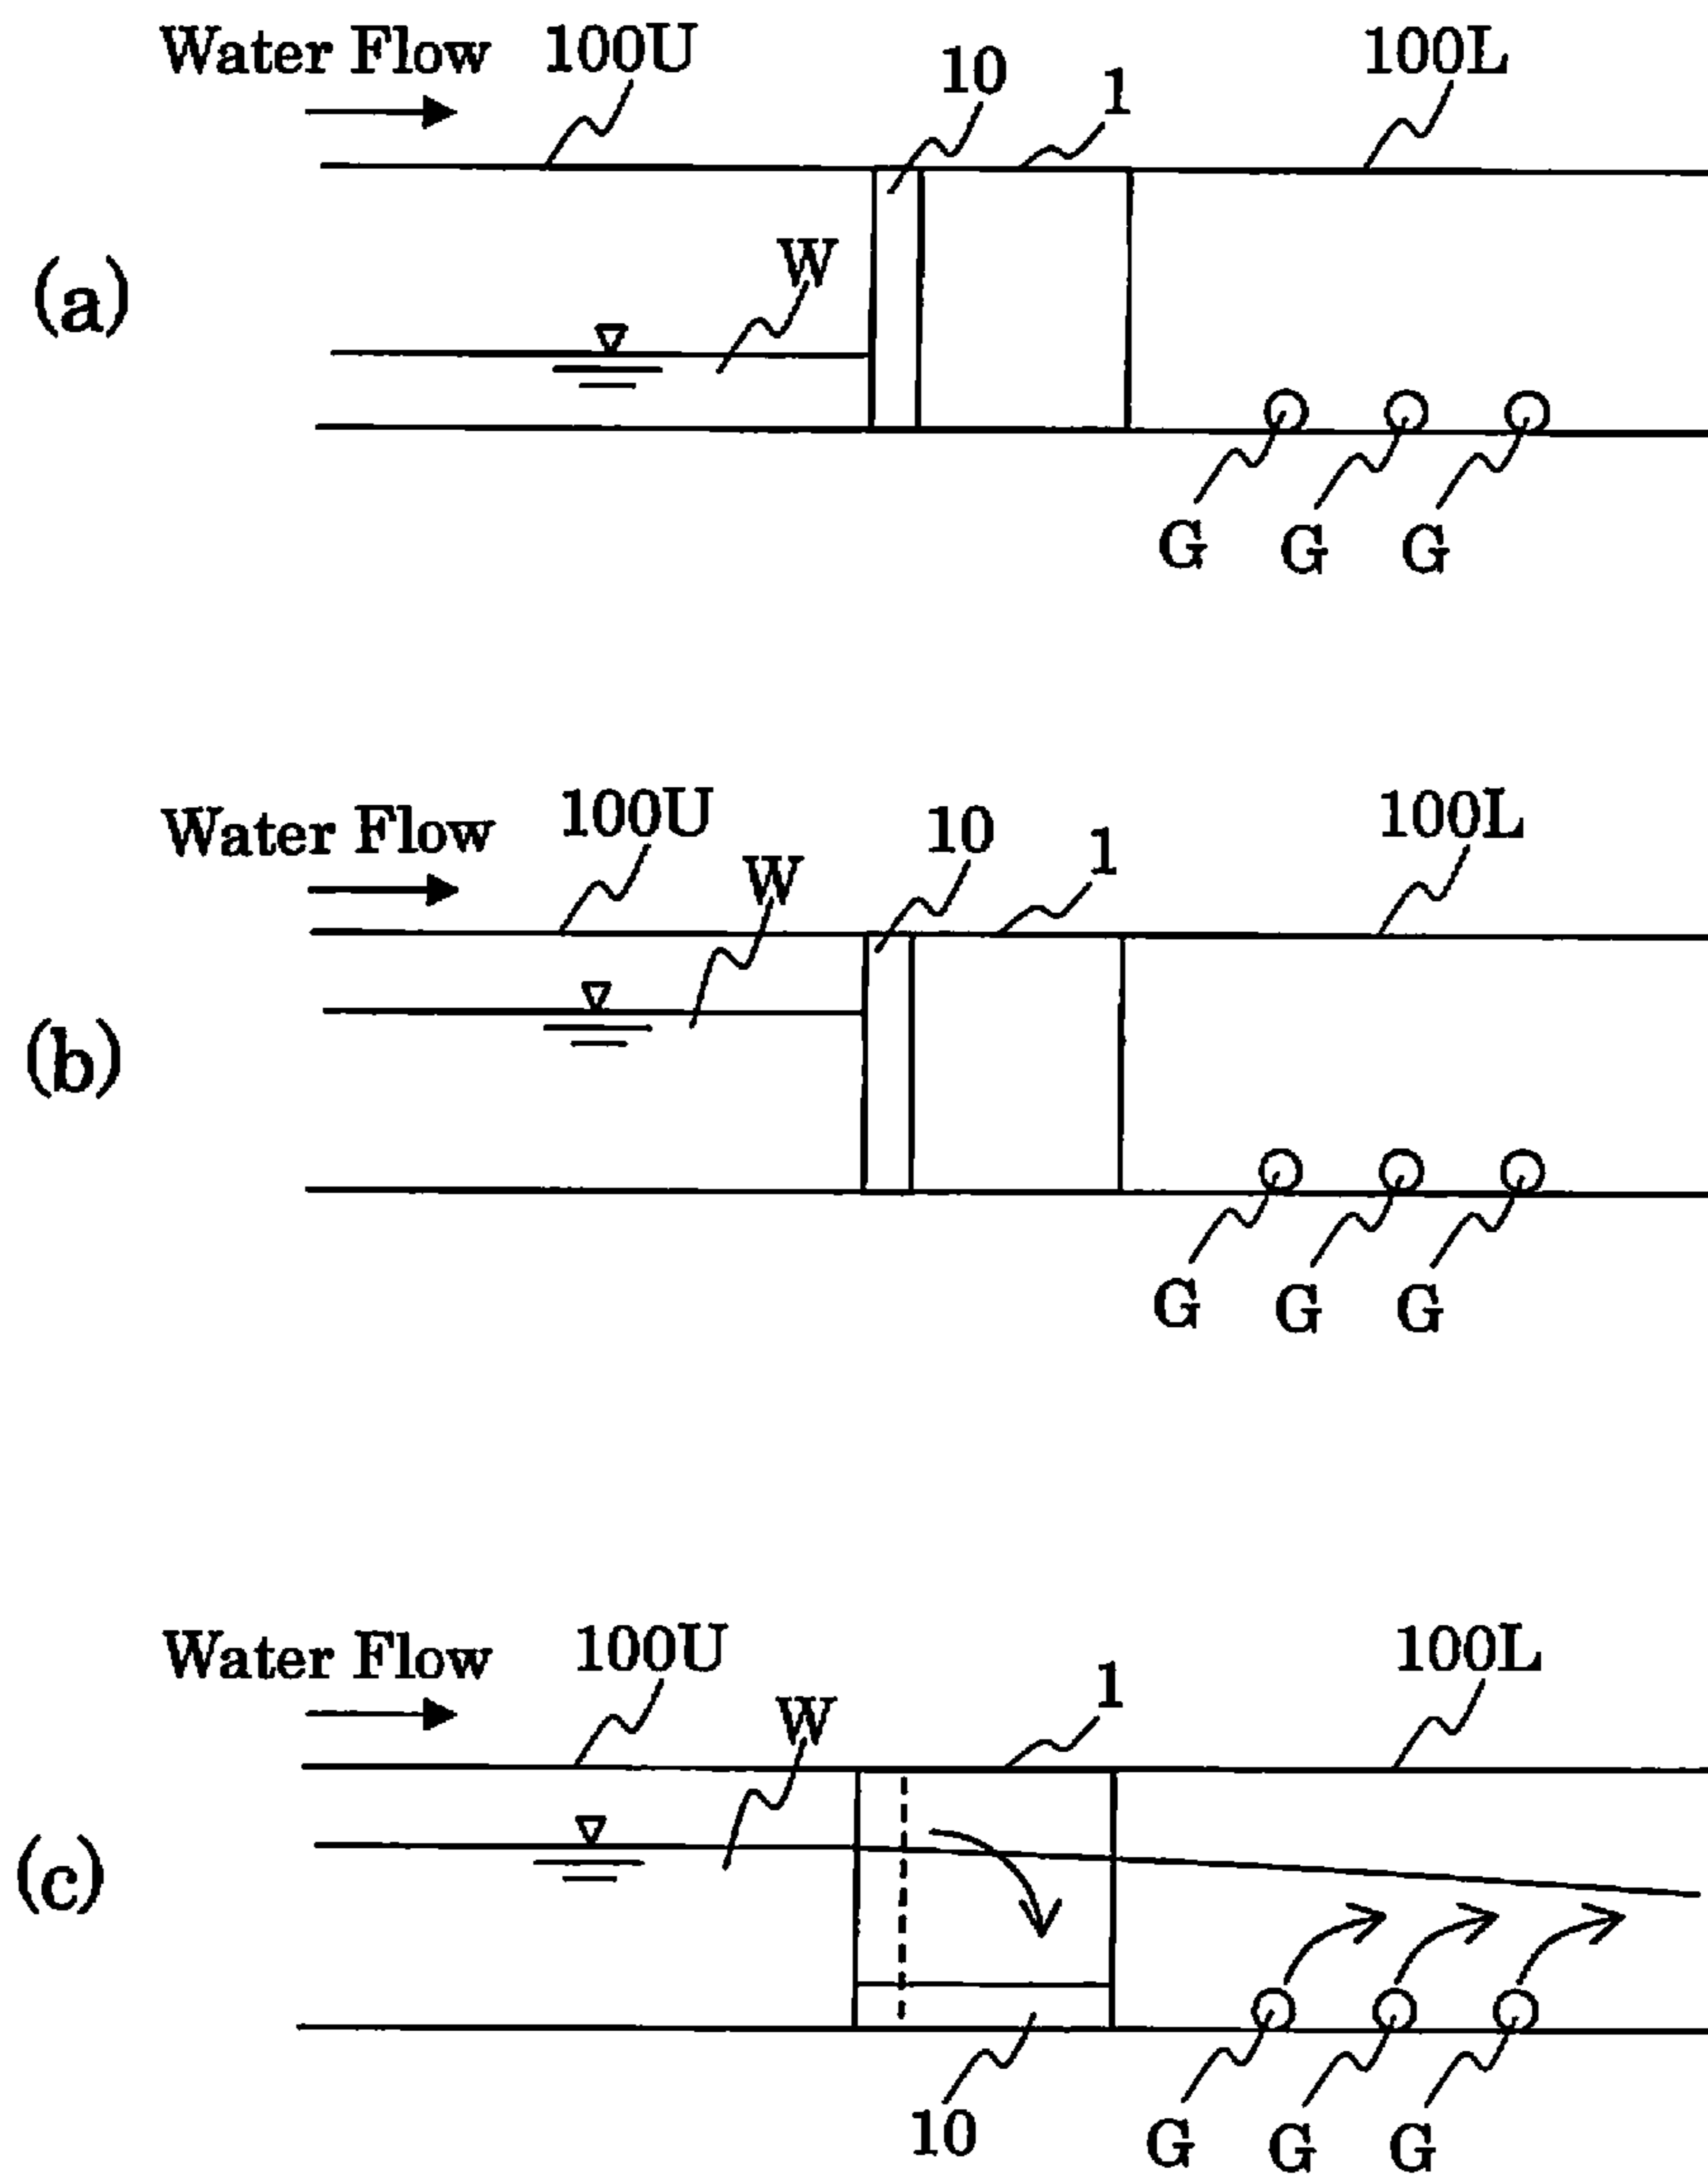 Water Flow 100U 10 1 100L
(a) W
G G G
Water Flow 100U W 10 1 100L
(b)
G G G
Water Flow 100U W 1 100L
(c)
10 G G G